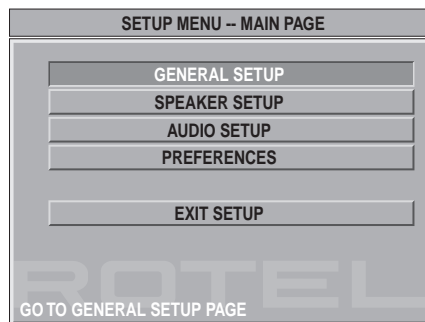 SETUP MENU -- MAIN PAGE
GENERAL SETUP
SPEAKER SETUP
AUDIO SETUP
PREFERENCES
EXIT SETUP
ROTEL
GO TO GENERAL SETUP PAGE